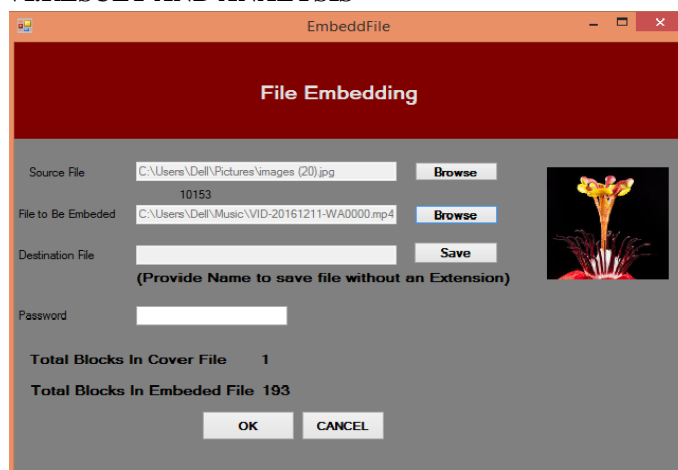 EmbeddFile
File Embedding
Source File C:\Users\Dell\Pictures\images (20).jpg Browse
10153
File to Be Embeded C:\Users\Dell\Music\VID-20161211-WA0000.mp4 Browse
Destination File Save
(Provide Name to save file without an Extension)
Password
Total Blocks In Cover File 1
Total Blocks In Embeded File 193
OK CANCEL